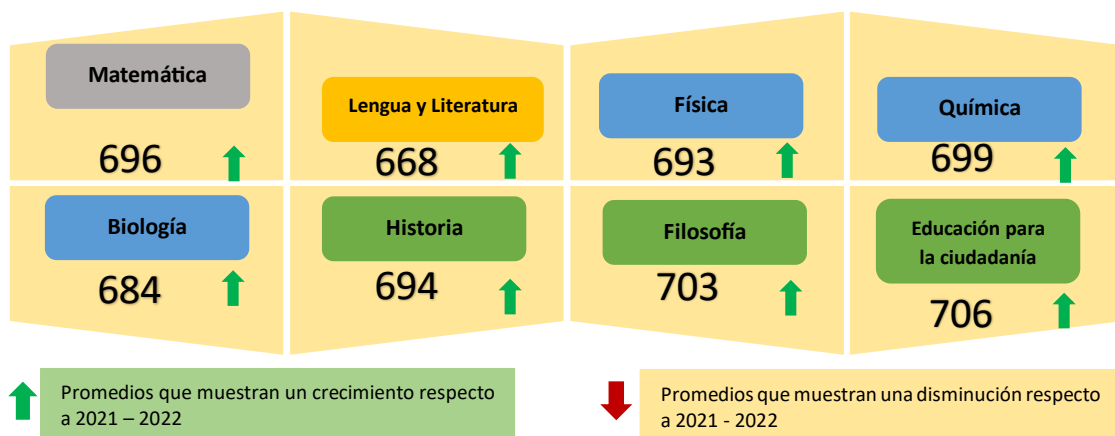 Matemática
696
Lengua y Literatura
668
Física
693
Química
699
Biología
684
Historia
694
Filosofía
703
Educación para
la ciudadanía
706
Promedios que muestran un crecimiento respecto
a 2021 – 2022
Promedios que muestran una disminución respecto
a 2021 - 2022